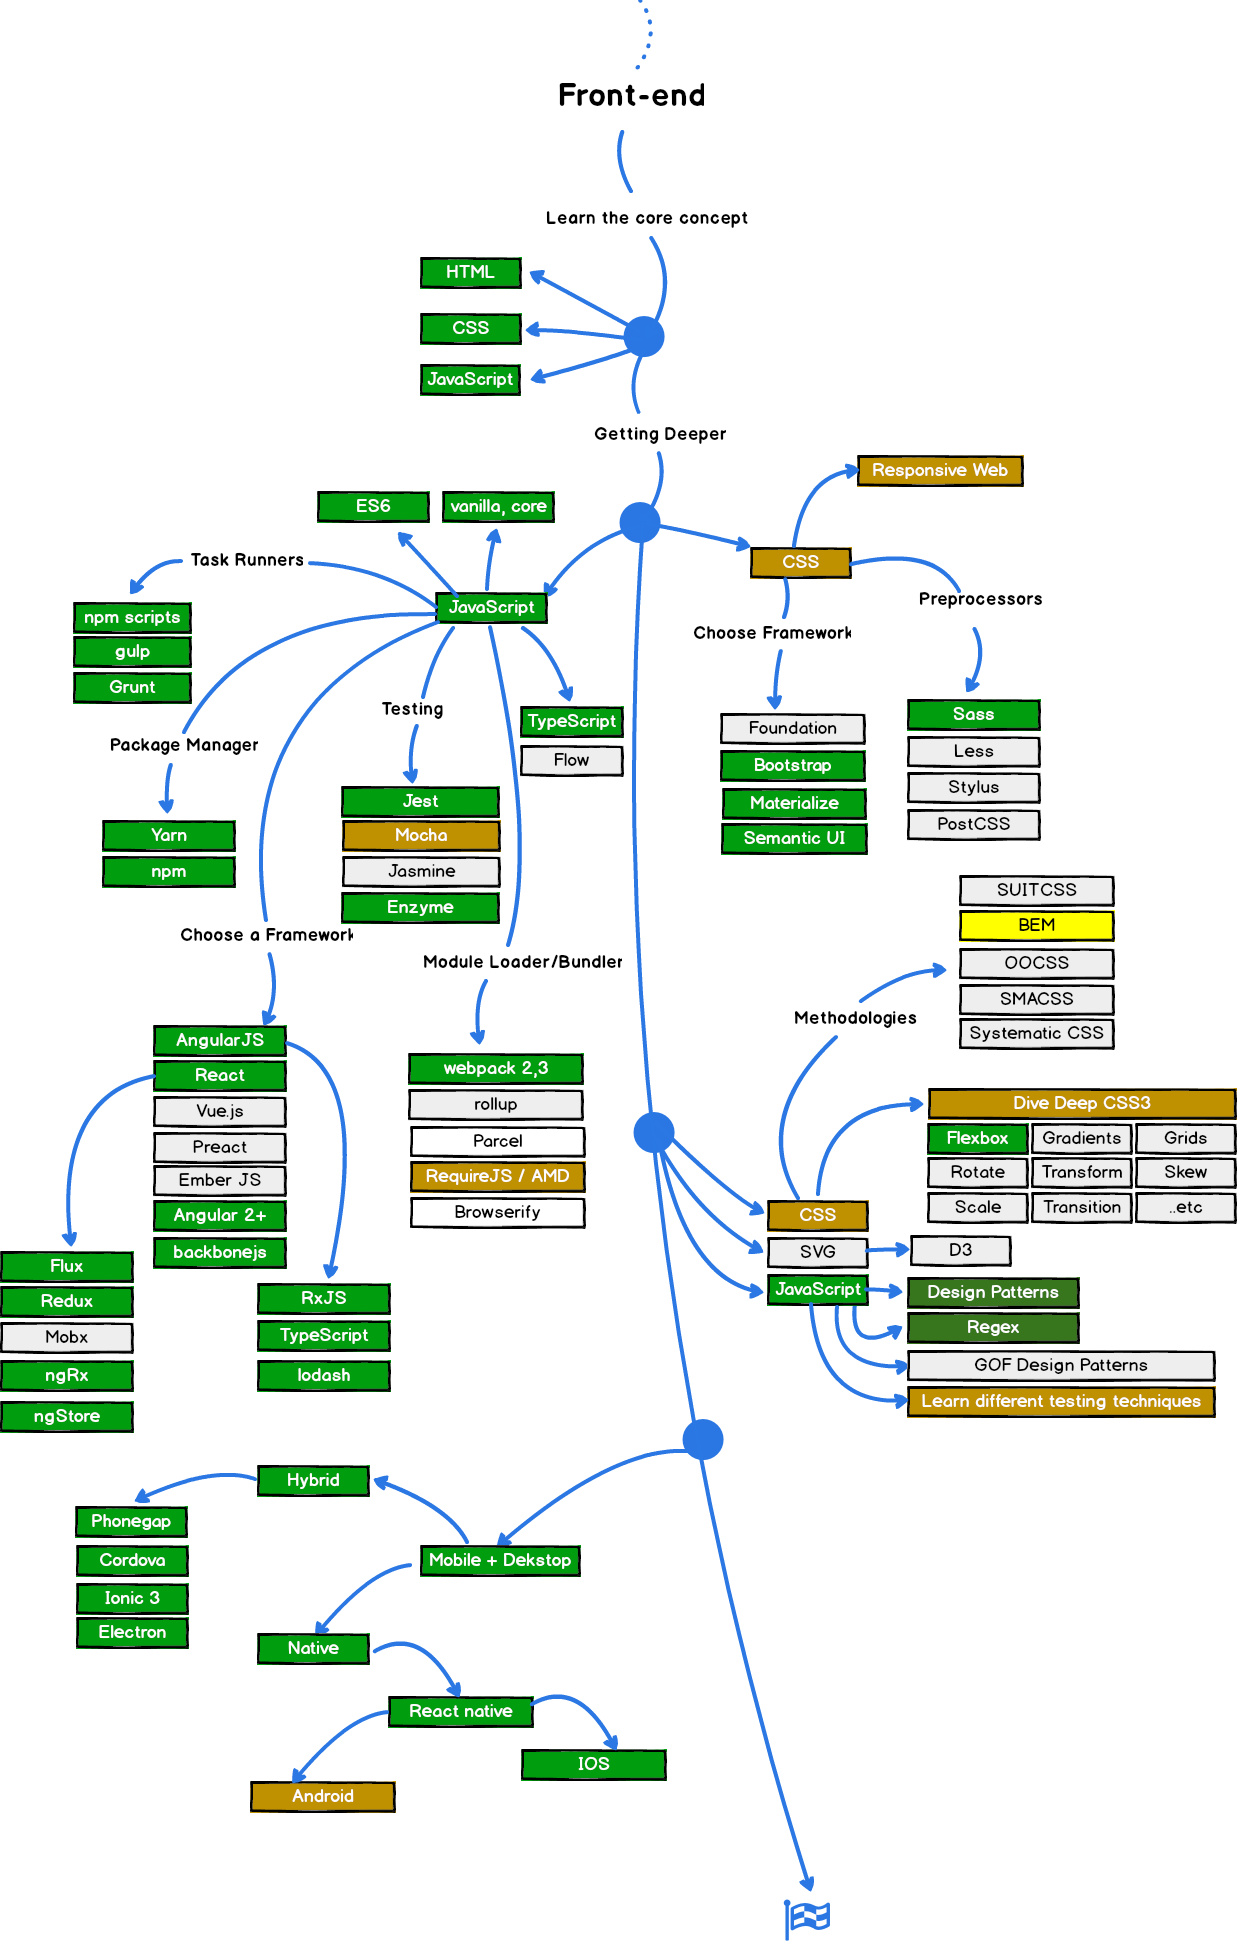 Front-end
Learn the core concept
HTML
CSS
JavaScript
Getting Deeper
Responsive Web
ES6
vanilla, core
Task Runners
CSS
Preprocessors
JavaScript
npm scripts
gulp
Grunt
Choose Framework
Testing
Package Manager
TypeScript
Flow
Foundation
Bootstrap
Materialize
Semantic UI
Sass
Less
Stylus
PostCSS
Jest
Mocha
Jasmine
Enzyme
Yarn
npm
Choose a Framework
Module Loader/Bundler
SUITCSS
BEM
OOCSS
SMACSS
Systematic CSS
Methodologies
AngularJS
React
Vue.js
Preact
Ember JS
Angular 2+
backbonejs
webpack 2,3
rollup
Parcel
RequireJS / AMD
Browserify
Dive Deep CSS3
Flexbox
Gradients
Grids
Rotate
Transform
Skew
Scale
Transition
..etc
CSS
SVG
D3
JavaScript
Design Patterns
Regex
GOF Design Patterns
Learn different testing techniques
Flux
Redux
Mobx
ngRx
ngStore
RxJS
TypeScript
lodash
Hybrid
Phonegap
Cordova
Ionic 3
Electron
Mobile + Dekstop
Native
React native
IOS
Android